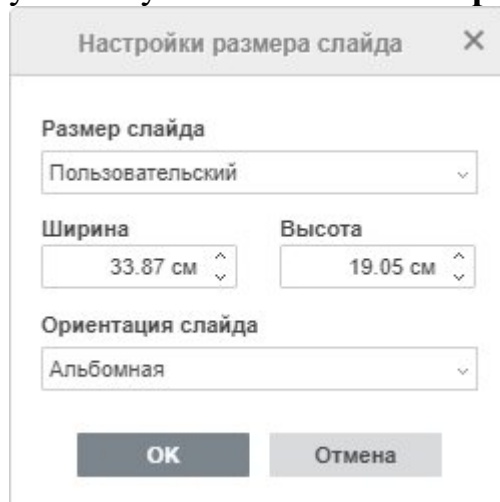 Настройки размера слайда
Размер слайда
Пользовательский
Ширина Высота
33.87 см 19.05 см
Ориентация слайда
Альбомная
OK Отмена